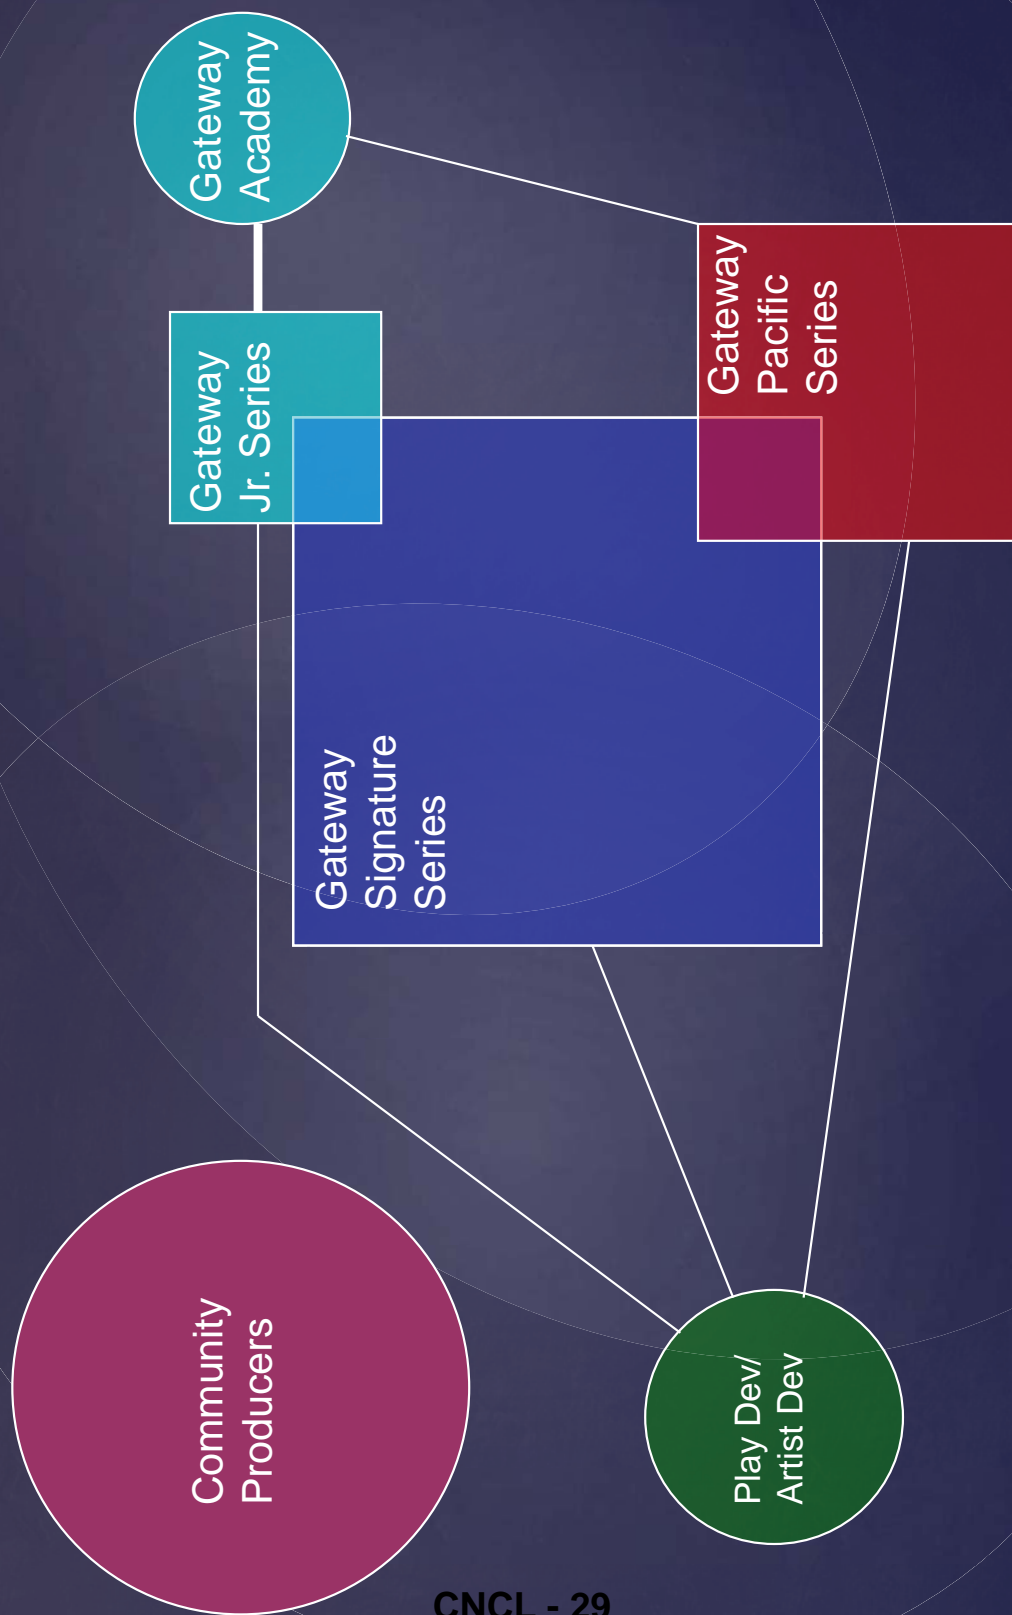 Gateway
Academy
Gateway
Jr. Series
Gateway
Pacific
Series
Gateway
Signature
Series
Community
Producers
Play Dev/
Artist Dev
CNCL - 29